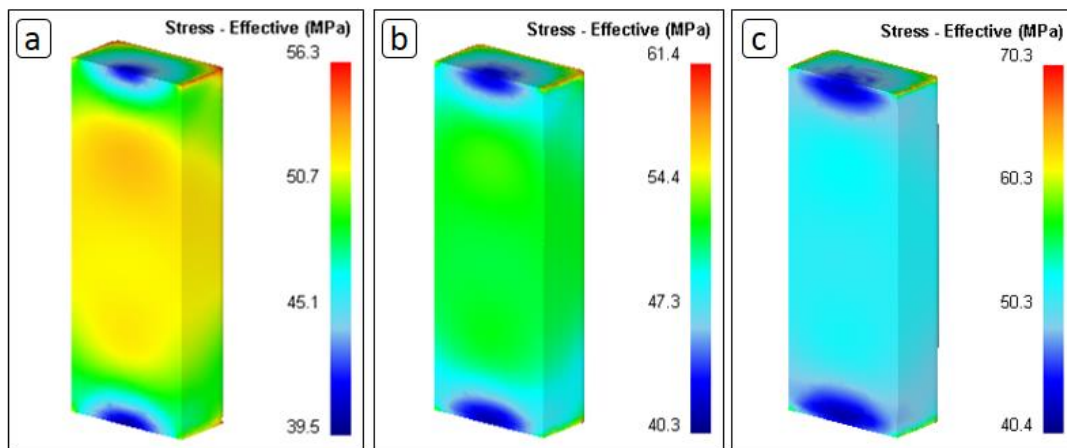 a
Stress - Effective (MPa)
56.3
50.7
45.1
39.5
b
Stress - Effective (MPa)
61.4
54.4
47.3
40.3
c
Stress - Effective (MPa)
70.3
60.3
50.3
40.4